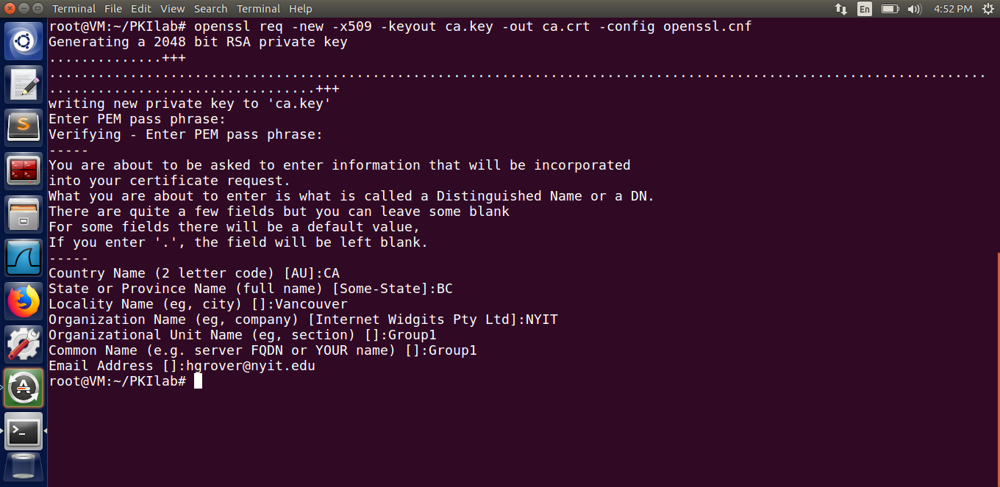 Terminal File Edit View Search Terminal Help En 4:52 PM
root@VM:~/PKIlab# openssl req -new -x509 -keyout ca.key -out ca.crt -config openssl.cnf
Generating a 2048 bit RSA private key
..............+++
....................................................................................................................
.................................+++
writing new private key to 'ca.key'
Enter PEM pass phrase:
Verifying - Enter PEM pass phrase:
-----
You are about to be asked to enter information that will be incorporated
into your certificate request.
What you are about to enter is what is called a Distinguished Name or a DN.
There are quite a few fields but you can leave some blank
For some fields there will be a default value,
If you enter '.', the field will be left blank.
-----
Country Name (2 letter code) [AU]:CA
State or Province Name (full name) [Some-State]:BC
Locality Name (eg, city) []:Vancouver
Organization Name (eg, company) [Internet Widgits Pty Ltd]:NYIT
Organizational Unit Name (eg, section) []:Group1
Common Name (e.g. server FQDN or YOUR name) []:Group1
Email Address []:hgrover@nyit.edu
root@VM:~/PKIlab#